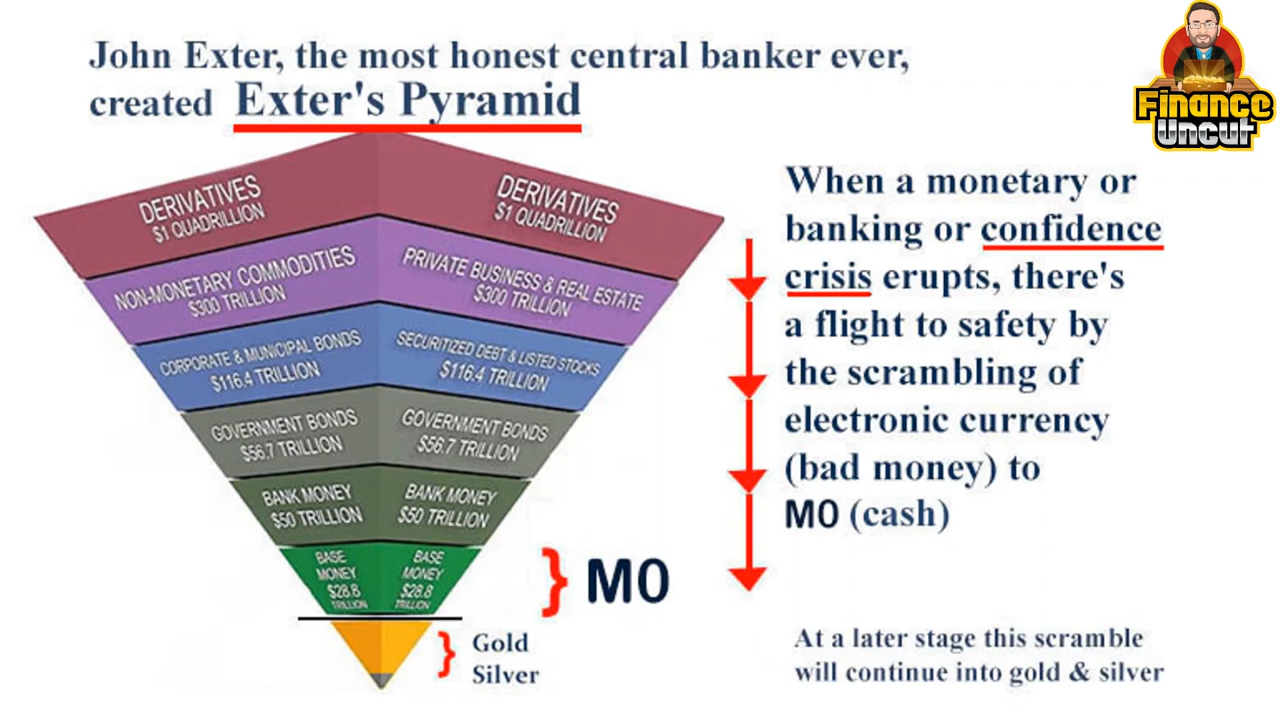 John Exter, the most honest central banker ever,
created Exter's Pyramid
Finance
Uncut
DERIVATIVES
$1 QUADRILLION
DERIVATIVES
$1 QUADRILLION
NON-MONETARY COMMODITIES
$300 TRILLION
PRIVATE BUSINESS & REAL ESTATE
$300 TRILLION
CORPORATE & MUNICIPAL BONDS
$116.4 TRILLION
SECURITIZED DEBT & LISTED STOCKS
$116.4 TRILLION
GOVERNMENT BONDS
$56.7 TRILLION
GOVERNMENT BONDS
$56.7 TRILLION
BANK MONEY
$50 TRILLION
BANK MONEY
$50 TRILLION
BASE
MONEY
$28.8
TRILLION
BASE
MONEY
$28.8
TRILLION
} M0
} Gold
Silver
When a monetary or
banking or confidence
crisis erupts, there's
a flight to safety by
the scrambling of
electronic currency
(bad money) to
M0 (cash)
At a later stage this scramble
will continue into gold & silver